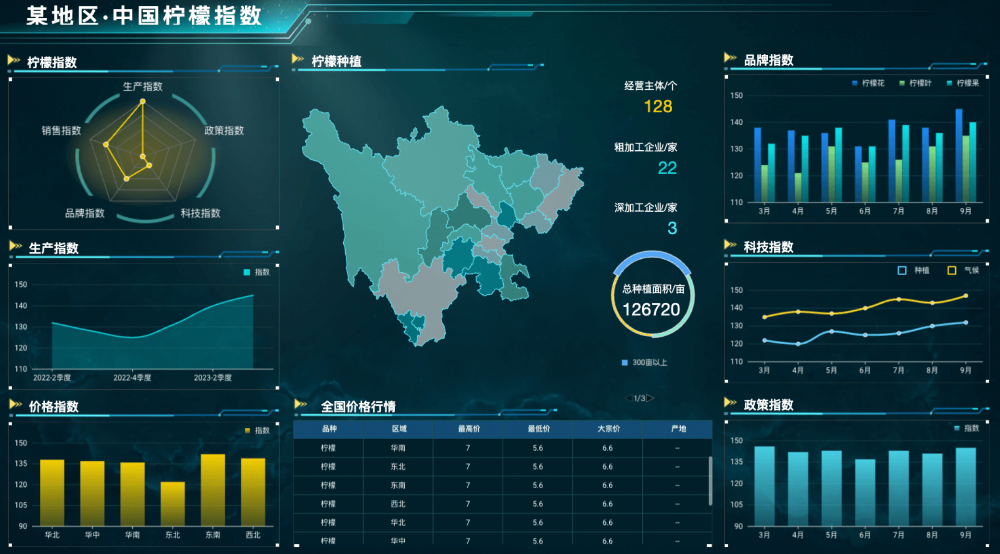 某地区·中国柠檬指数
柠檬指数
生产指数
销售指数
政策指数
品牌指数
科技指数
生产指数
指数
150
140
130
120
110
2022-2季度 2022-4季度 2023-2季度
价格指数
指数
150
135
120
105
90
华北 华中 华南 东北 东南 西北
柠檬种植
经营主体/个
128
粗加工企业/家
22
深加工企业/家
3
总种植面积/亩
126720
300亩以上
1/3
全国价格行情
品种 区域 最高价 最低价 大宗价 产地
柠檬 华南 7 5.6 6.6 --
柠檬 东北 7 5.6 6.6 --
柠檬 东南 7 5.6 6.6 --
柠檬 西北 7 5.6 6.6 --
柠檬 华北 7 5.6 6.6 --
柠檬 华中 7 5.6 6.6 --
品牌指数
柠檬花 柠檬叶 柠檬果
150
140
130
120
110
3月 4月 5月 6月 7月 8月 9月
科技指数
种植 气候
150
140
130
120
110
3月 4月 5月 6月 7月 8月 9月
政策指数
指数
150
135
120
105
90
3月 4月 5月 6月 7月 8月 9月